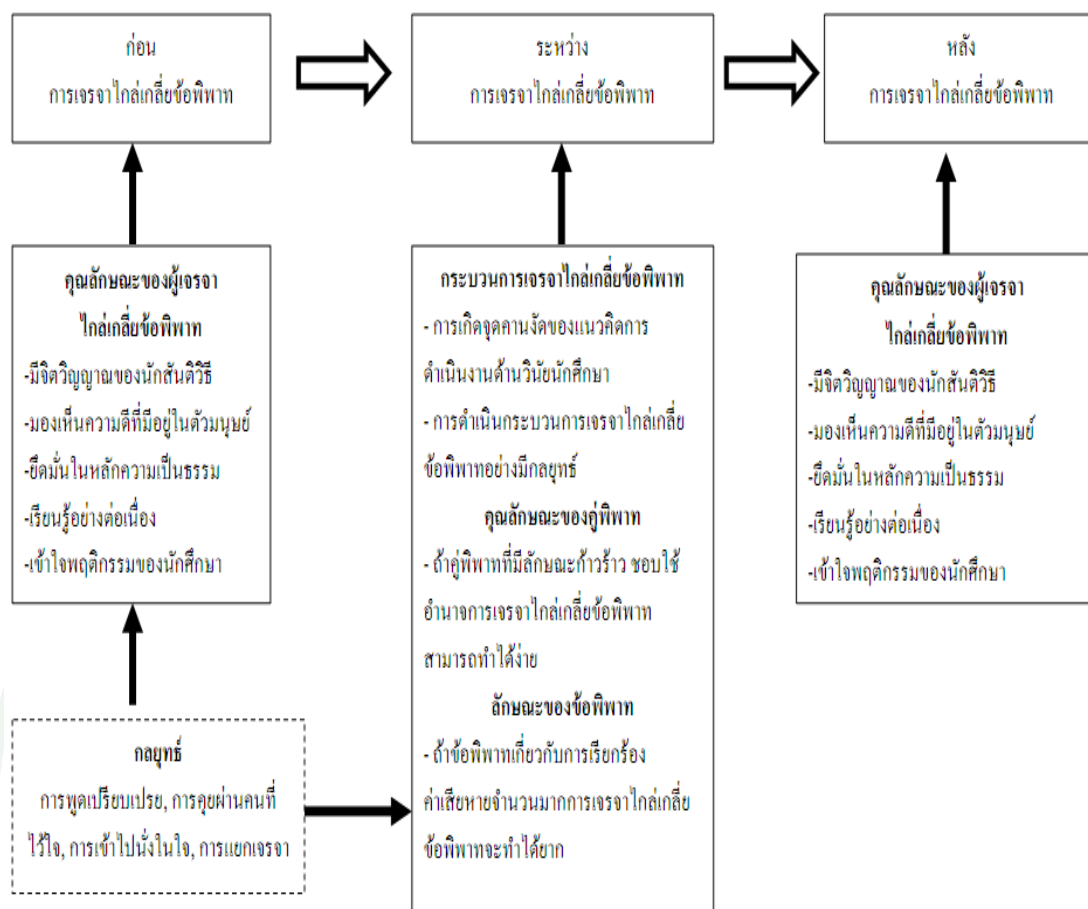 ก่อน
การเจรจาไกล่เกลี่ยข้อพิพาท
ระหว่าง
การเจรจาไกล่เกลี่ยข้อพิพาท
หลัง
การเจรจาไกล่เกลี่ยข้อพิพาท
คุณลักษณะของผู้เจรจา
ไกล่เกลี่ยข้อพิพาท
-มีจิตวิญญาณของนักสันติวิธี
-มองเห็นความดีที่มีอยู่ในตัวมนุษย์
-ยึดมั่นในหลักความเป็นธรรม
-เรียนรู้อย่างต่อเนื่อง
-เข้าใจพฤติกรรมของนักศึกษา
กระบวนการเจรจาไกล่เกลี่ยข้อพิพาท
- การเกิดจุดคานงัดของแนวคิดการ
ดำเนินงานด้านวินัยนักศึกษา
- การดำเนินกระบวนการเจรจาไกล่เกลี่ย
ข้อพิพาทอย่างมีกลยุทธ์
คุณลักษณะของคู่พิพาท
- ถ้าคู่พิพาทที่มีลักษณะก้าวร้าว ชอบใช้
อำนาจการเจรจาไกล่เกลี่ยข้อพิพาท
สามารถทำได้ง่าย
ลักษณะของข้อพิพาท
- ถ้าข้อพิพาทเกี่ยวกับการเรียกร้อง
ค่าเสียหายจำนวนมากการเจรจาไกล่เกลี่ย
ข้อพิพาทจะทำได้ยาก
คุณลักษณะของผู้เจรจา
ไกล่เกลี่ยข้อพิพาท
-มีจิตวิญญาณของนักสันติวิธี
-มองเห็นความดีที่มีอยู่ในตัวมนุษย์
-ยึดมั่นในหลักความเป็นธรรม
-เรียนรู้อย่างต่อเนื่อง
-เข้าใจพฤติกรรมของนักศึกษา
กลยุทธ์
การพูดเปรียบเปรย, การคุยผ่านคนที่
ไว้ใจ, การเข้าไปนั่งในใจ, การแยกเจรจา